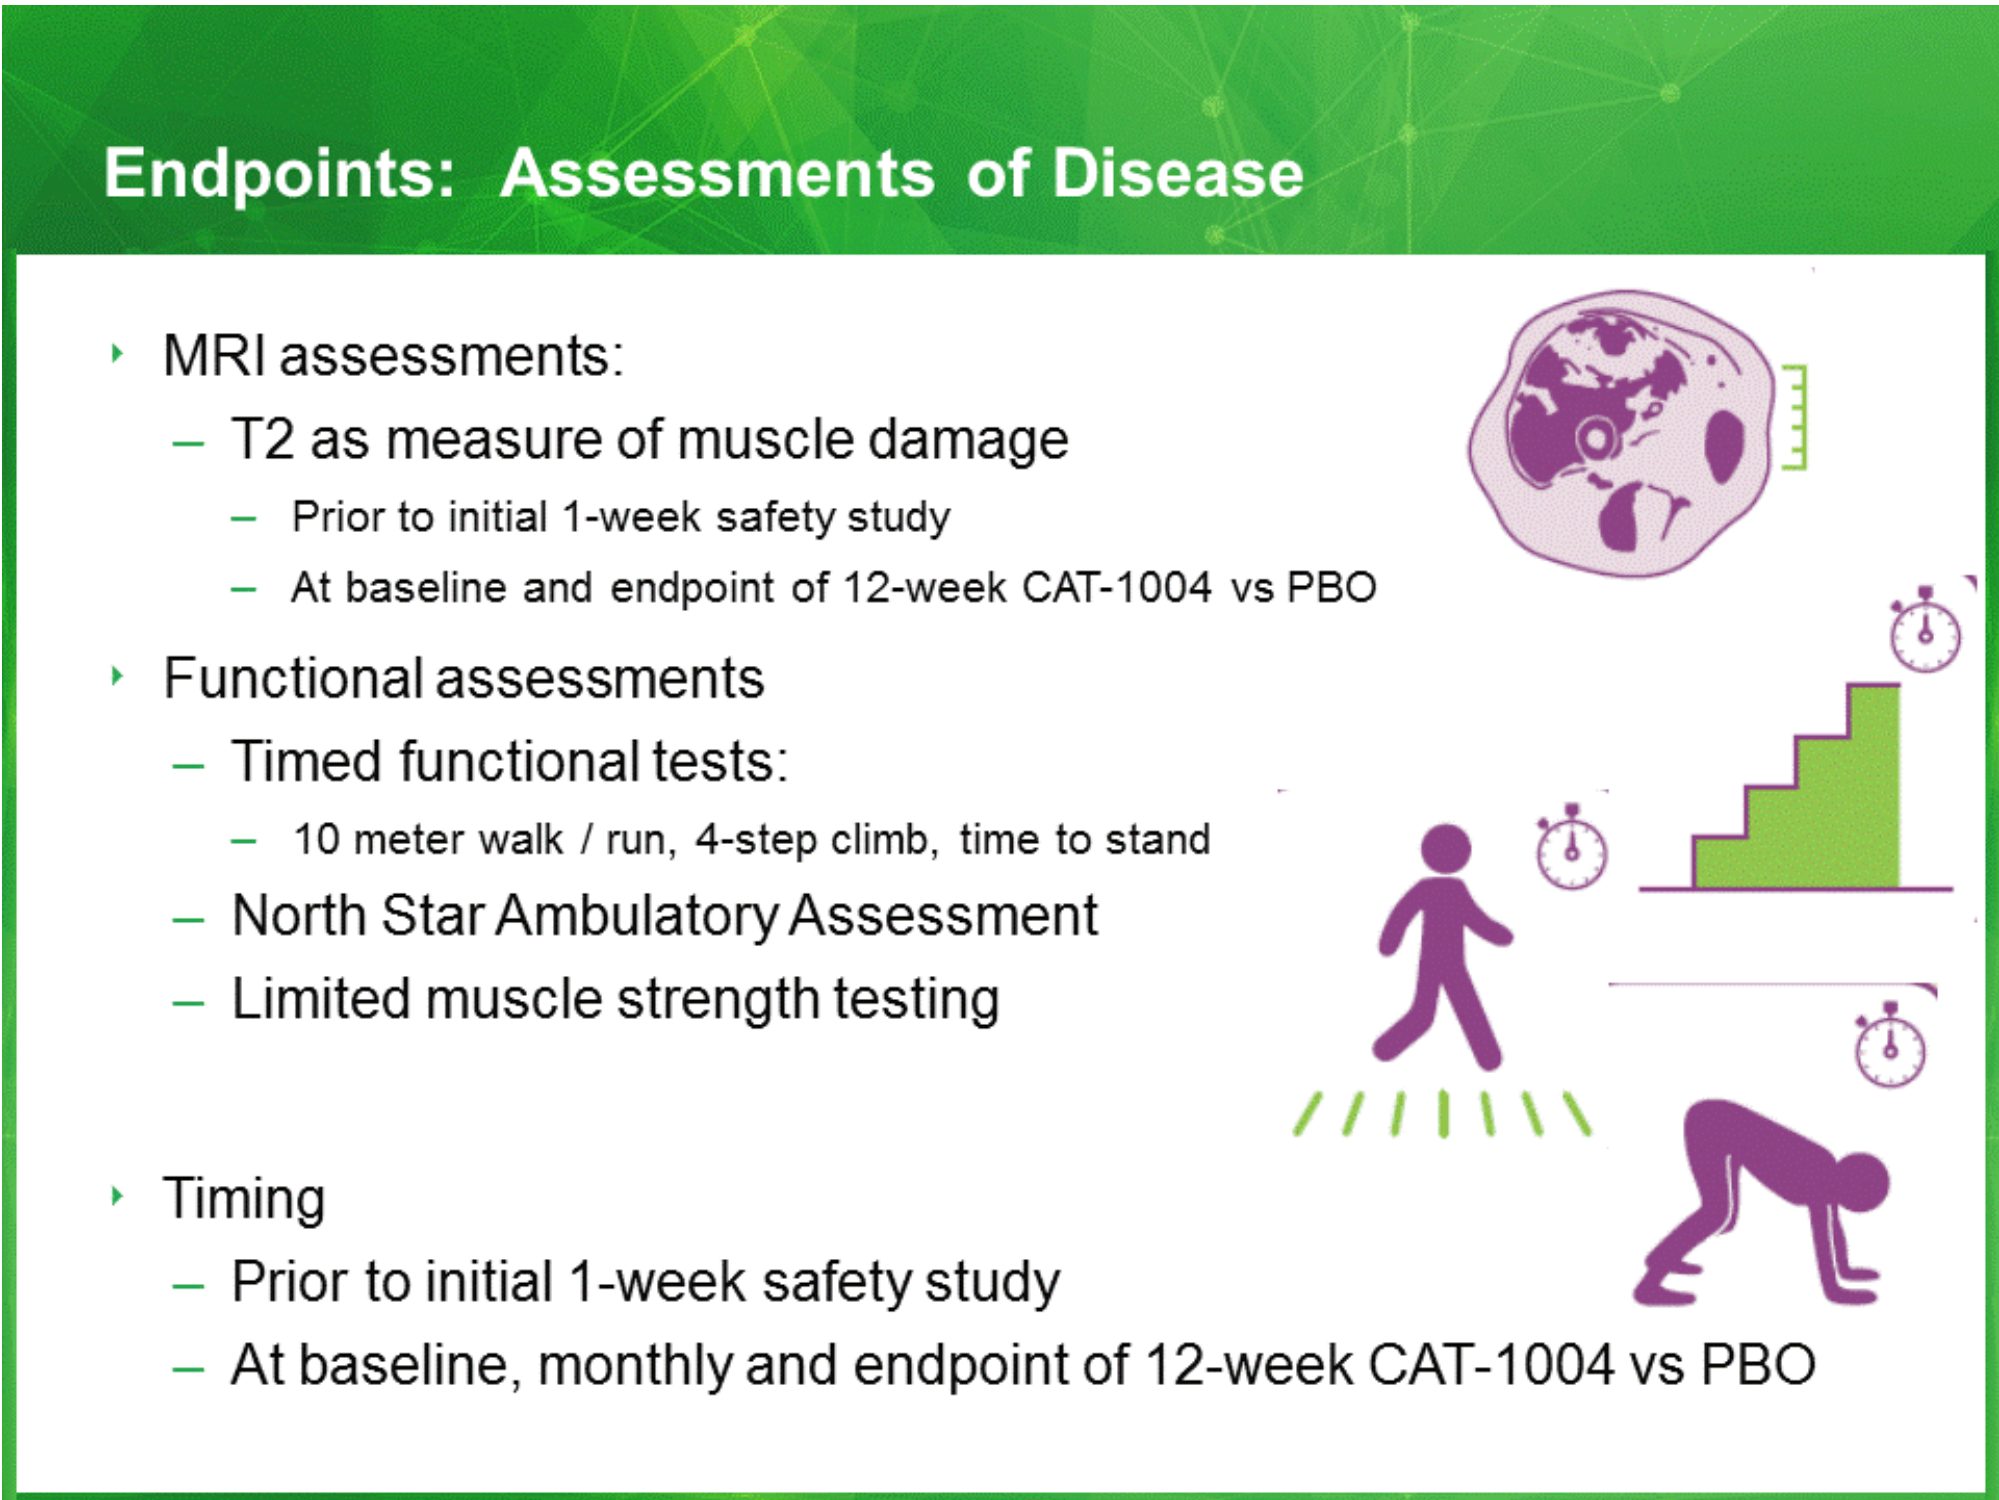 Endpoints: Assessments of Disease
‣ MRI assessments:
– T2 as measure of muscle damage
– Prior to initial 1-week safety study
– At baseline and endpoint of 12-week CAT-1004 vs PBO
‣ Functional assessments
– Timed functional tests:
– 10 meter walk / run, 4-step climb, time to stand
– North Star Ambulatory Assessment
– Limited muscle strength testing
‣ Timing
– Prior to initial 1-week safety study
– At baseline, monthly and endpoint of 12-week CAT-1004 vs PBO